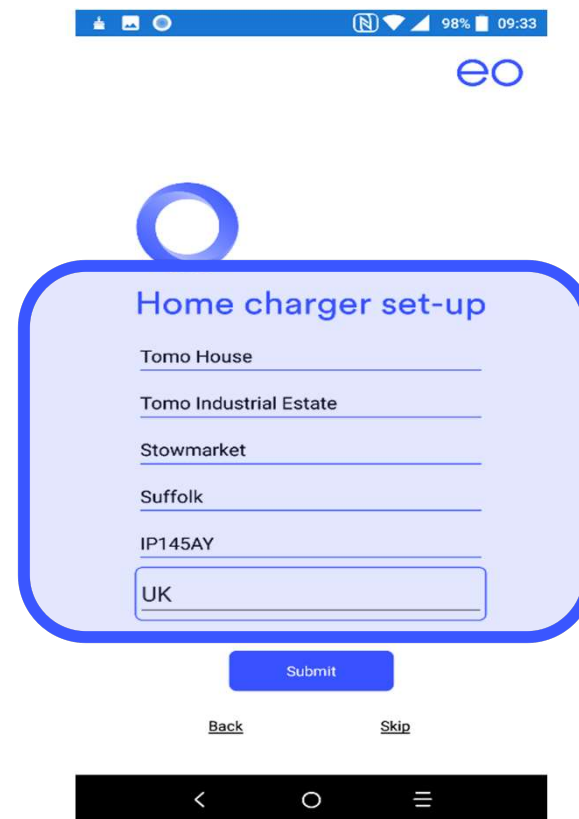 98% 09:33
eo
Home charger set-up
Tomo House
Tomo Industrial Estate
Stowmarket
Suffolk
IP145AY
UK
Submit
Back Skip